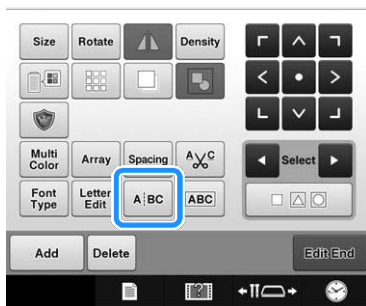 Size Rotate Density
Multi Color Array Spacing A C
Font Type Letter Edit A BC ABC
Select
Add Delete Edit End
?